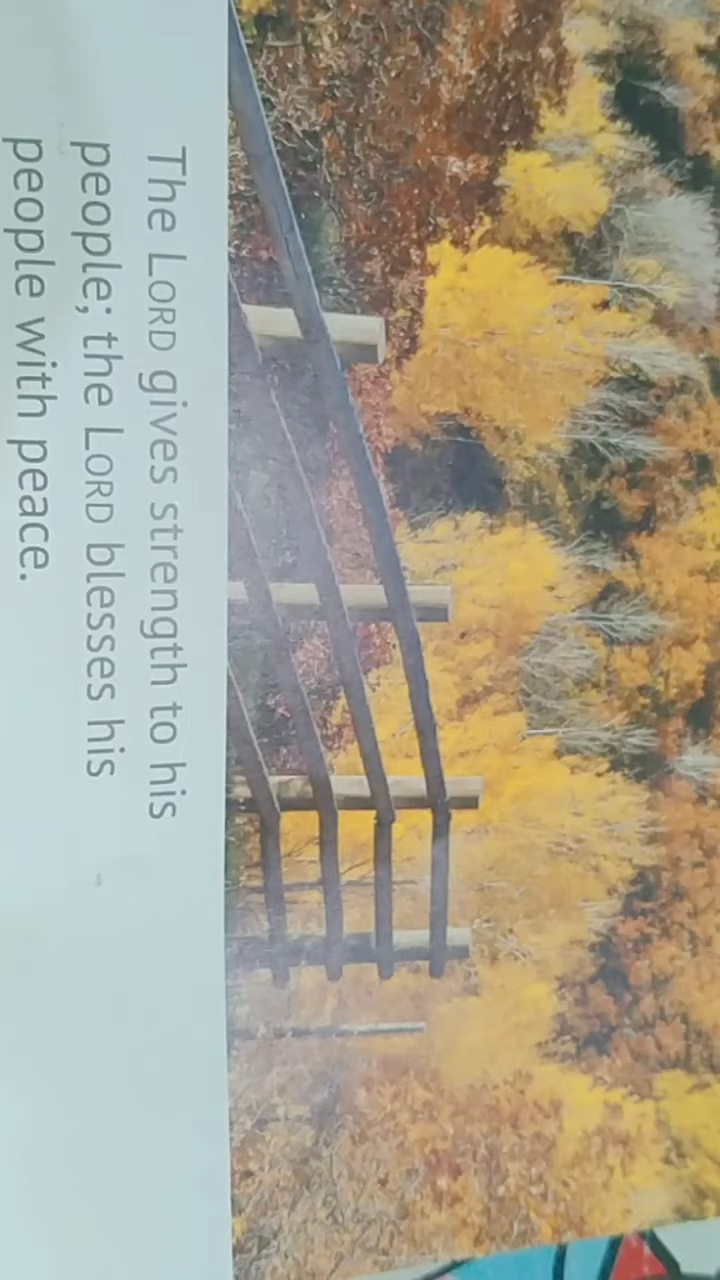 The LORD gives strength to his
people; the LORD blesses his
people with peace.